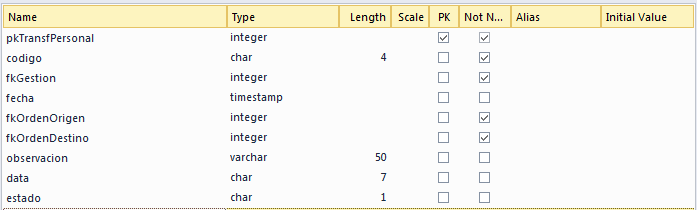 Name Type Length Scale PK Not N... Alias Initial Value
pkTransfPersonal integer
codigo char 4
fkGestion integer
fecha timestamp
fkOrdenOrigen integer
fkOrdenDestino integer
observacion varchar 50
data char 7
estado char 1